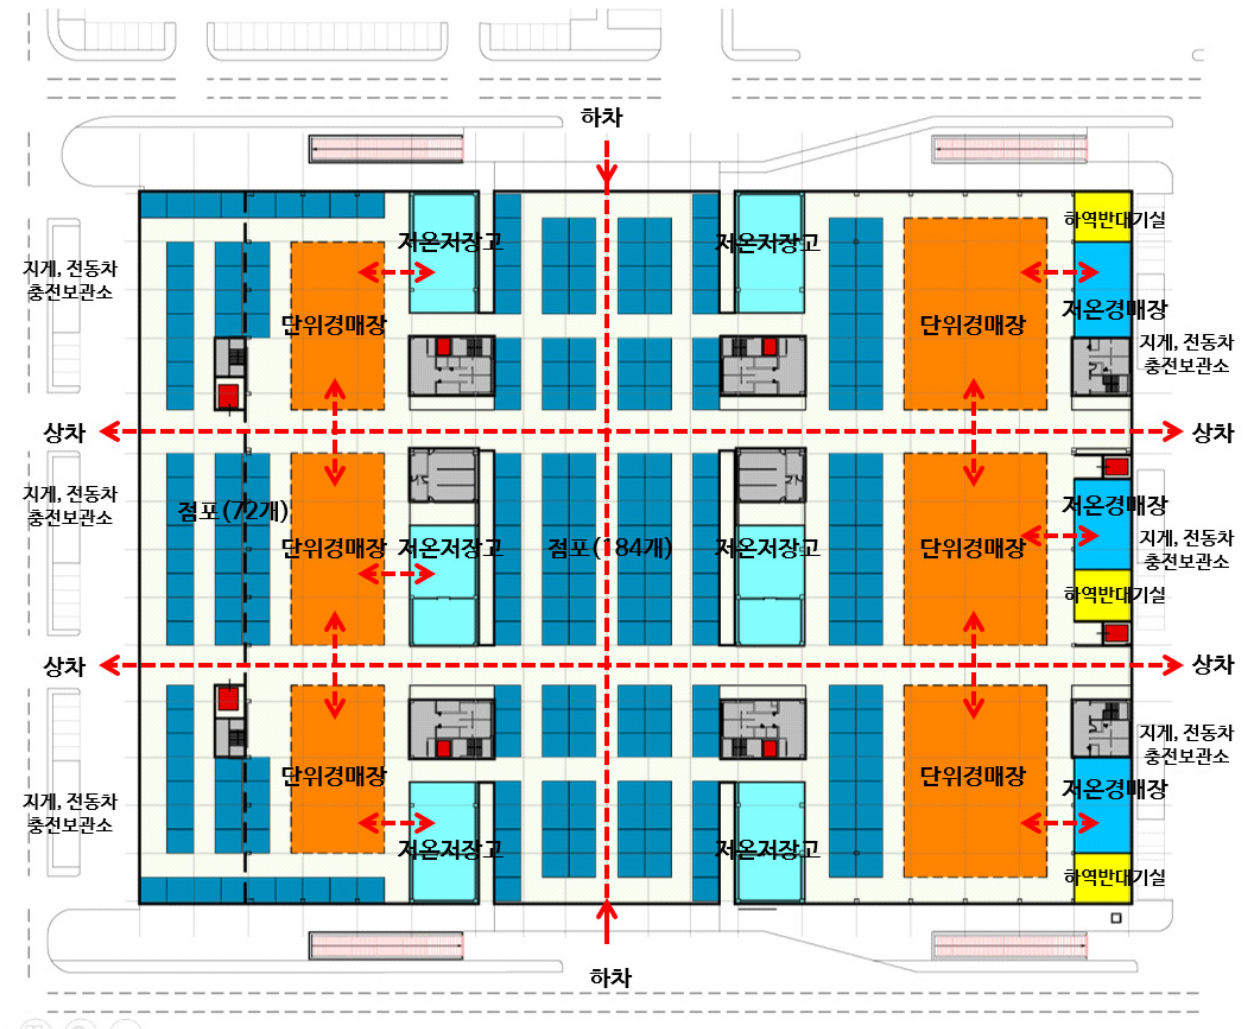 하차
저온저장고
저온저장고
하역반대기실
지게, 전동차
충전보관소
단위경매장
단위경매장
저온경매장
지게, 전동차
충전보관소
상차
상차
지게, 전동차
충전보관소
점포(72개)
단위경매장
저온저장고
점포(184개)
저온저장고
단위경매장
저온경매장
지게, 전동차
충전보관소
하역반대기실
상차
상차
지게, 전동차
충전보관소
단위경매장
단위경매장
저온경매장
지게, 전동차
충전보관소
저온저장고
저온저장고
하역반대기실
하차